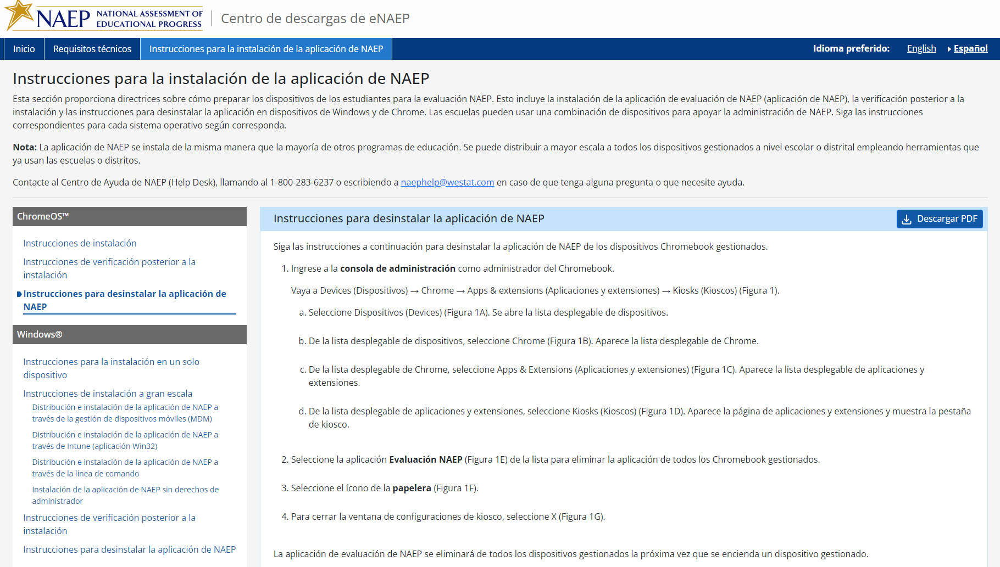 NAEP NATIONAL ASSESSMENT OF
EDUCATIONAL PROGRESS
Centro de descargas de eNAEP
Inicio
Requisitos técnicos
Instrucciones para la instalación de la aplicación de NAEP
Idioma preferido:
English
Español
Instrucciones para la instalación de la aplicación de NAEP
Esta sección proporciona directrices sobre cómo preparar los dispositivos de los estudiantes para la evaluación NAEP. Esto incluye la instalación de la aplicación de evaluación de NAEP (aplicación de NAEP), la verificación posterior a la
instalación y las instrucciones para desinstalar la aplicación en dispositivos de Windows y de Chrome. Las escuelas pueden usar una combinación de dispositivos para apoyar la administración de NAEP. Siga las instrucciones
correspondientes para cada sistema operativo según corresponda.
Nota: La aplicación de NAEP se instala de la misma manera que la mayoría de otros programas de educación. Se puede distribuir a mayor escala a todos los dispositivos gestionados a nivel escolar o distrital empleando herramientas que
ya usan las escuelas o distritos.
Contacte al Centro de Ayuda de NAEP (Help Desk), llamando al 1-800-283-6237 o escribiendo a naephelp@westat.com en caso de que tenga alguna pregunta o que necesite ayuda.
ChromeOS™
Instrucciones de instalación
Instrucciones de verificación posterior a la
instalación
Instrucciones para desinstalar la aplicación de
NAEP
Windows®
Instrucciones para la instalación en un solo
dispositivo
Instrucciones de instalación a gran escala
Distribución e instalación de la aplicación de NAEP a
través de la gestión de dispositivos móviles (MDM)
Distribución e instalación de la aplicación de NAEP a
través de Intune (aplicación Win32)
Distribución e instalación de la aplicación de NAEP a
través de la línea de comando
Instalación de la aplicación de NAEP sin derechos de
administrador
Instrucciones de verificación posterior a la
instalación
Instrucciones para desinstalar la aplicación de NAEP
Instrucciones para desinstalar la aplicación de NAEP
Descargar PDF
Siga las instrucciones a continuación para desinstalar la aplicación de NAEP de los dispositivos Chromebook gestionados.
1. Ingrese a la consola de administración como administrador del Chromebook.
Vaya a Devices (Dispositivos) → Chrome → Apps & extensions (Aplicaciones y extensiones) → Kiosks (Kioscos) (Figura 1).
a. Seleccione Dispositivos (Devices) (Figura 1A). Se abre la lista desplegable de dispositivos.
b. De la lista desplegable de dispositivos, seleccione Chrome (Figura 1B). Aparece la lista desplegable de Chrome.
c. De la lista desplegable de Chrome, seleccione Apps & Extensions (Aplicaciones y extensiones) (Figura 1C). Aparece la lista desplegable de aplicaciones y
extensiones.
d. De la lista desplegable de aplicaciones y extensiones, seleccione Kiosks (Kioscos) (Figura 1D). Aparece la página de aplicaciones y extensiones y muestra la pestaña
de kiosco.
2. Seleccione la aplicación Evaluación NAEP (Figura 1E) de la lista para eliminar la aplicación de todos los Chromebook gestionados.
3. Seleccione el ícono de la papelera (Figura 1F).
4. Para cerrar la ventana de configuraciones de kiosco, seleccione X (Figura 1G).
La aplicación de evaluación de NAEP se eliminará de todos los dispositivos gestionados la próxima vez que se encienda un dispositivo gestionado.